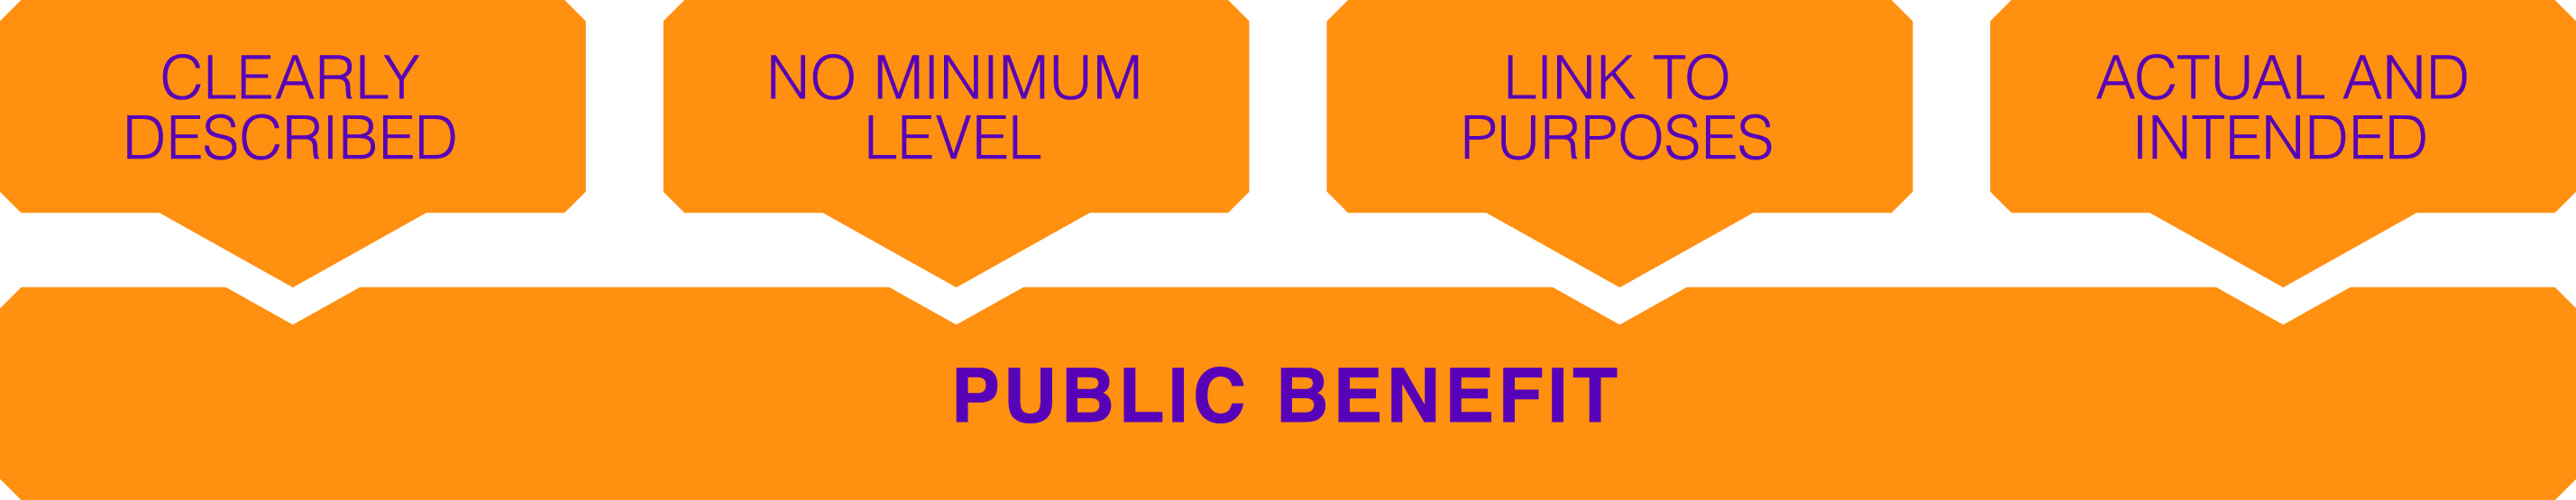 CLEARLY
DESCRIBED
NO MINIMUM
LEVEL
LINK TO
PURPOSES
ACTUAL AND
INTENDED
PUBLIC BENEFIT